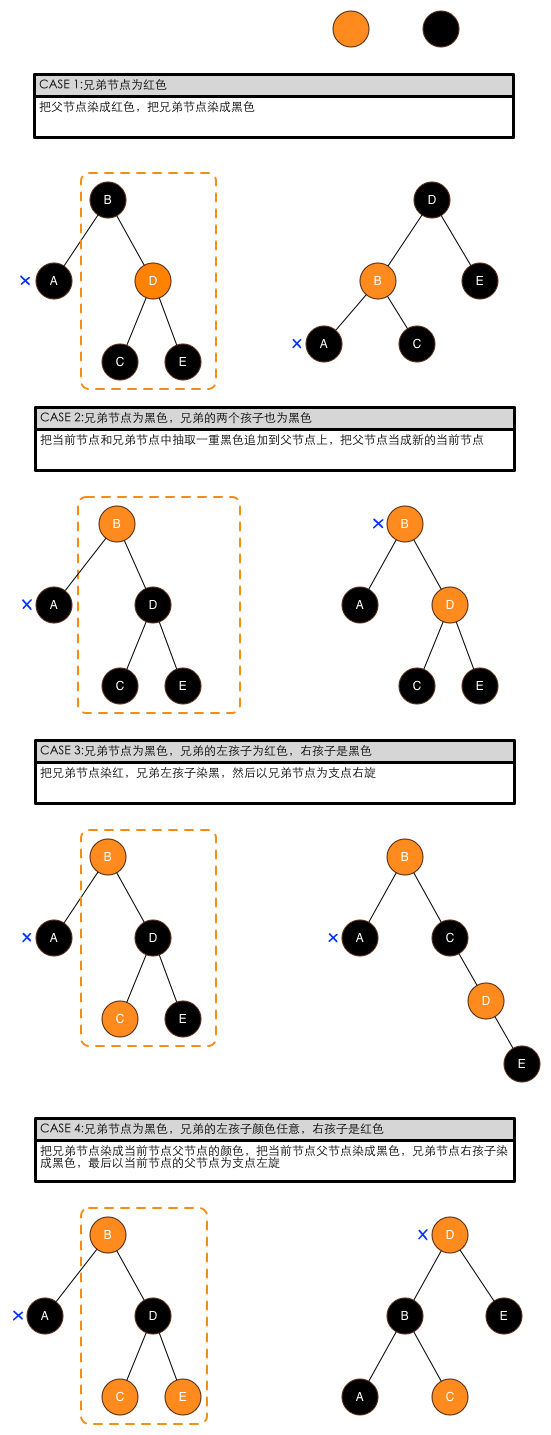 CASE 1:兄弟节点为红色
把父节点染成红色，把兄弟节点染成黑色
B
D
× A
D
B
E
C
E
× A
C
CASE 2:兄弟节点为黑色，兄弟的两个孩子也为黑色
把当前节点和兄弟节点中抽取一重黑色追加到父节点上，把父节点当成新的当前节点
B
× B
× A
D
A
D
C
E
C
E
CASE 3:兄弟节点为黑色，兄弟的左孩子为红色，右孩子是黑色
把兄弟节点染红，兄弟左孩子染黑，然后以兄弟节点为支点右旋
B
B
× A
D
× A
C
C
E
D
E
CASE 4:兄弟节点为黑色，兄弟的左孩子颜色任意，右孩子是红色
把兄弟节点染成当前节点父节点的颜色，把当前节点父节点染成黑色，兄弟节点右孩子染
成黑色，最后以当前节点的父节点为支点左旋
B
× D
× A
D
B
E
C
E
A
C